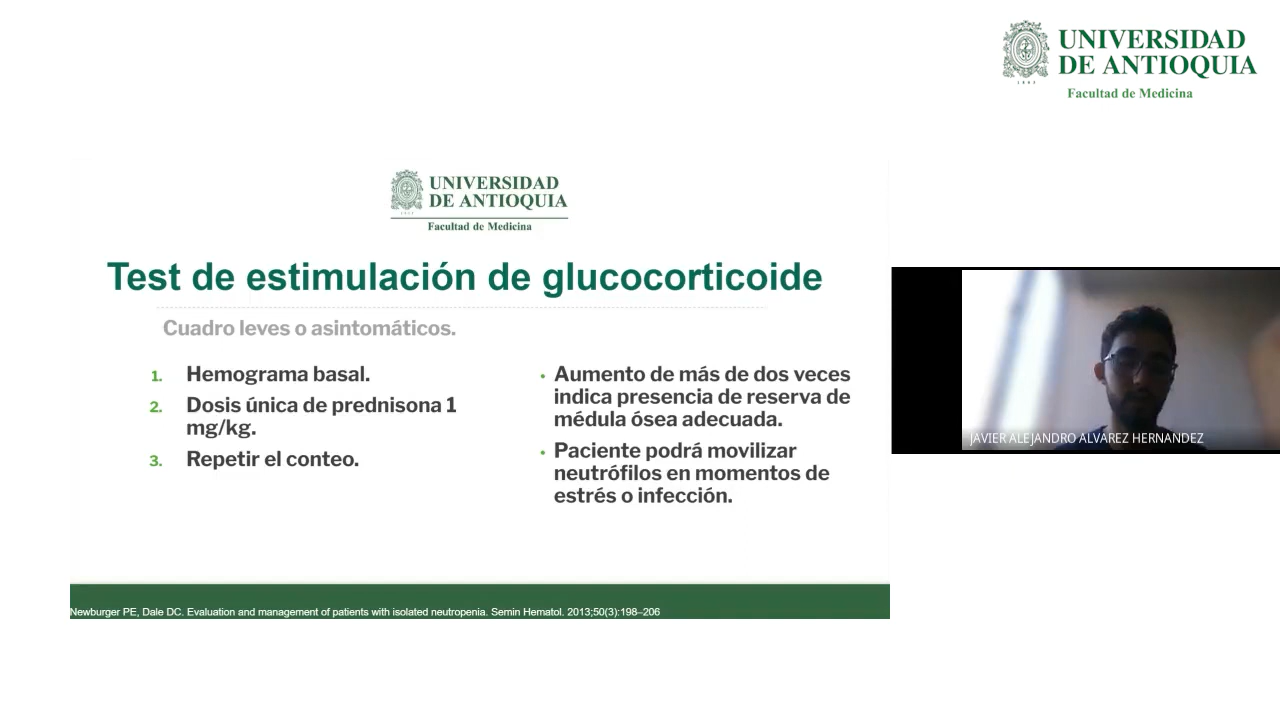 UNIVERSIDAD
DE ANTIOQUIA
1803
Facultad de Medicina
UNIVERSIDAD
DE ANTIOQUIA
Facultad de Medicina
Test de estimulación de glucocorticoide
Cuadro leves o asintomáticos.
1. Hemograma basal.
2. Dosis única de prednisona 1
mg/kg.
3. Repetir el conteo.
• Aumento de más de dos veces
indica presencia de reserva de
médula ósea adecuada.
• Paciente podrá movilizar
neutrófilos en momentos de
estrés o infección.
JAVIER ALEJANDRO ALVAREZ HERNANDEZ
Newburger PE, Dale DC. Evaluation and management of patients with isolated neutropenia. Semin Hematol. 2013;50(3):198–206